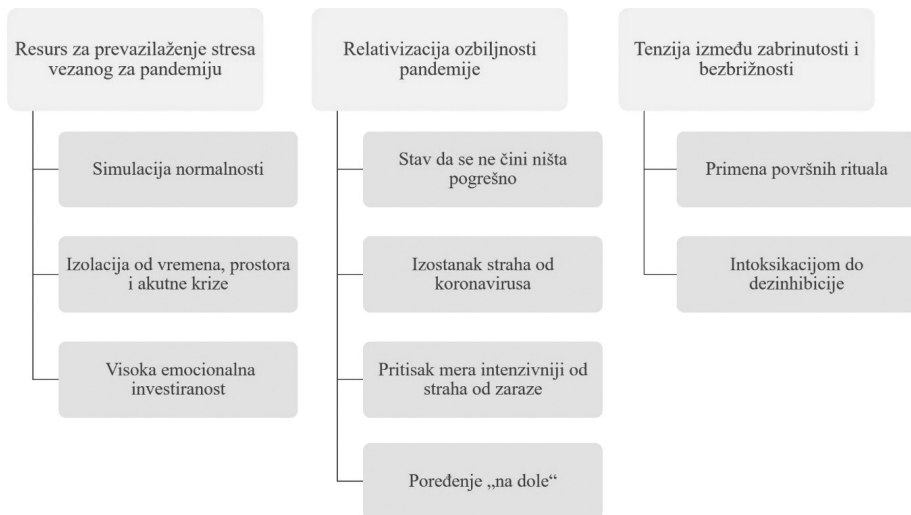 Resurs za prevazilaženje stresa
vezanog za pandemiju
Simulacija normalnosti
Izolacija od vremena, prostora
i akutne krize
Visoka emocionalna
investiranost
Relativizacija ozbiljnosti
pandemije
Stav da se ne čini ništa
pogrešno
Izostanak straha od
koronavirusa
Pritisak mera intenzivniji od
straha od zaraze
Poređenje „na dole“
Tenzija između zabrinutosti i
bezbrižnosti
Primena površnih rituala
Intoksikacijom do
dezinhibicije